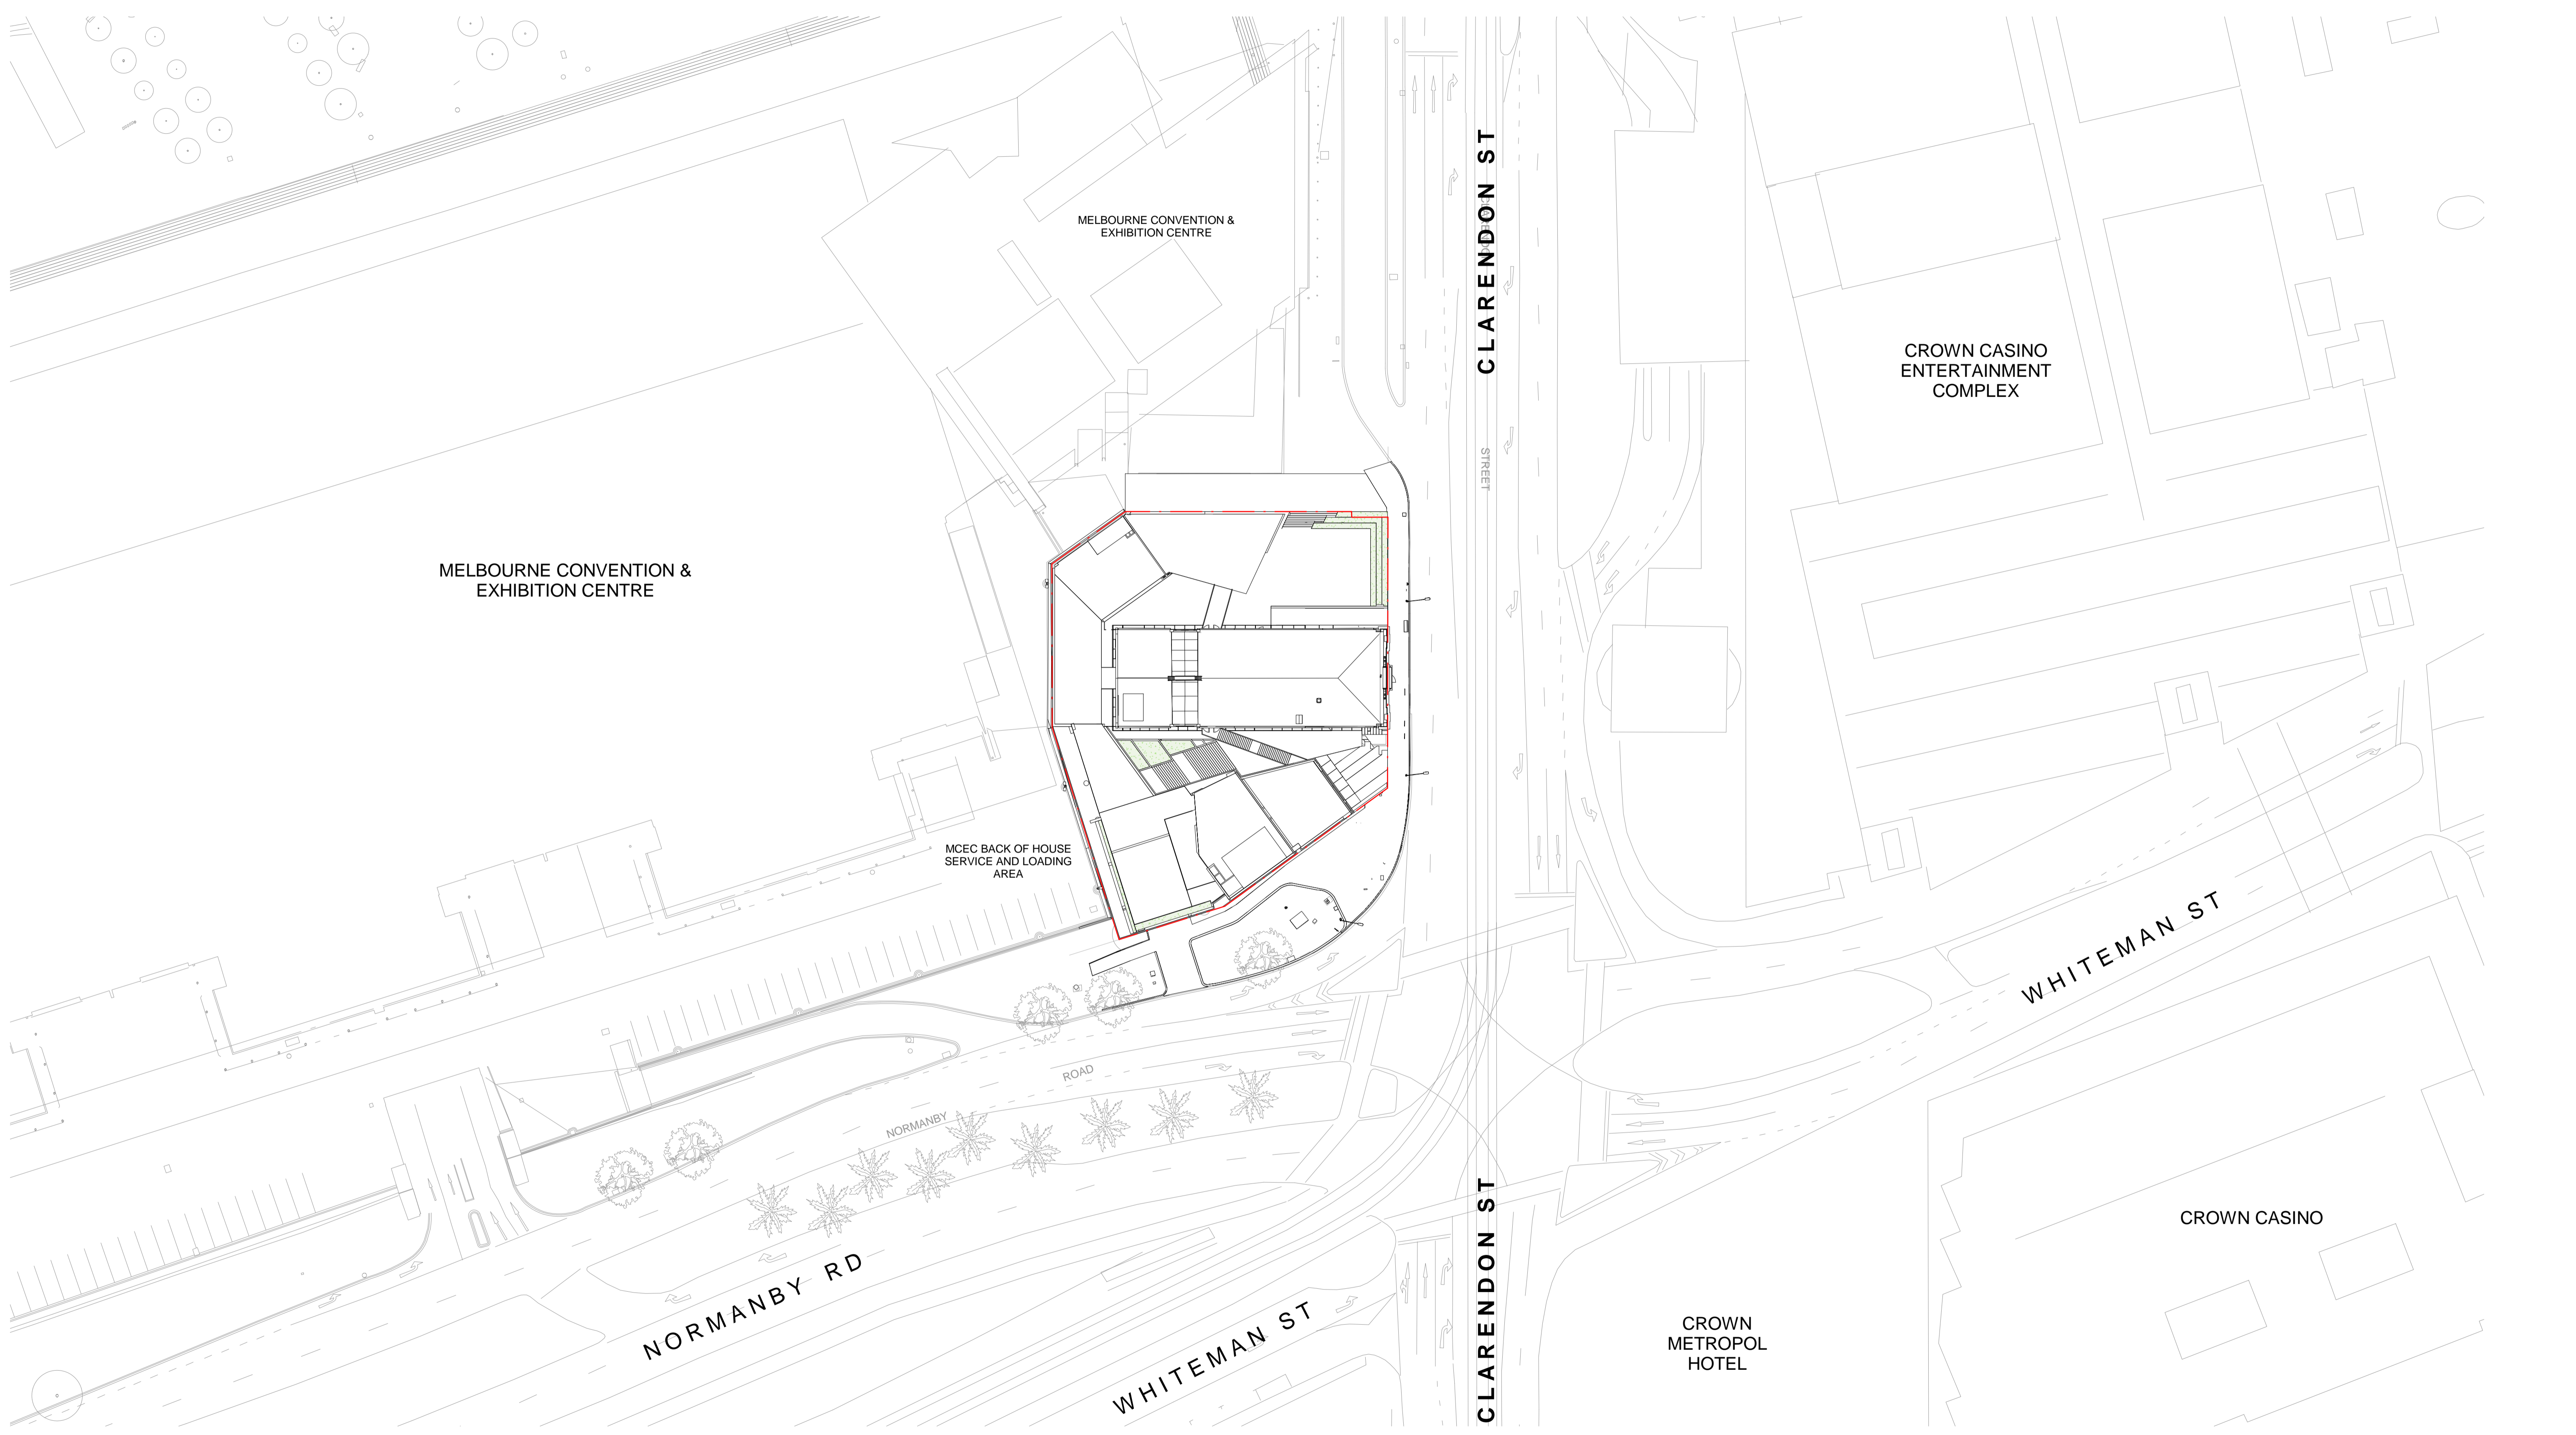 MELBOURNE CONVENTION &
EXHIBITION CENTRE
CLARENDON ST
CLARENDON
STREET
CROWN CASINO
ENTERTAINMENT
COMPLEX
MELBOURNE CONVENTION &
EXHIBITION CENTRE
MCEC BACK OF HOUSE
SERVICE AND LOADING
AREA
WHITEMAN ST
ROAD
NORMANBY
NORMANBY RD
WHITEMAN ST
CLARENDON ST
CROWN CASINO
CROWN
METROPOL
HOTEL